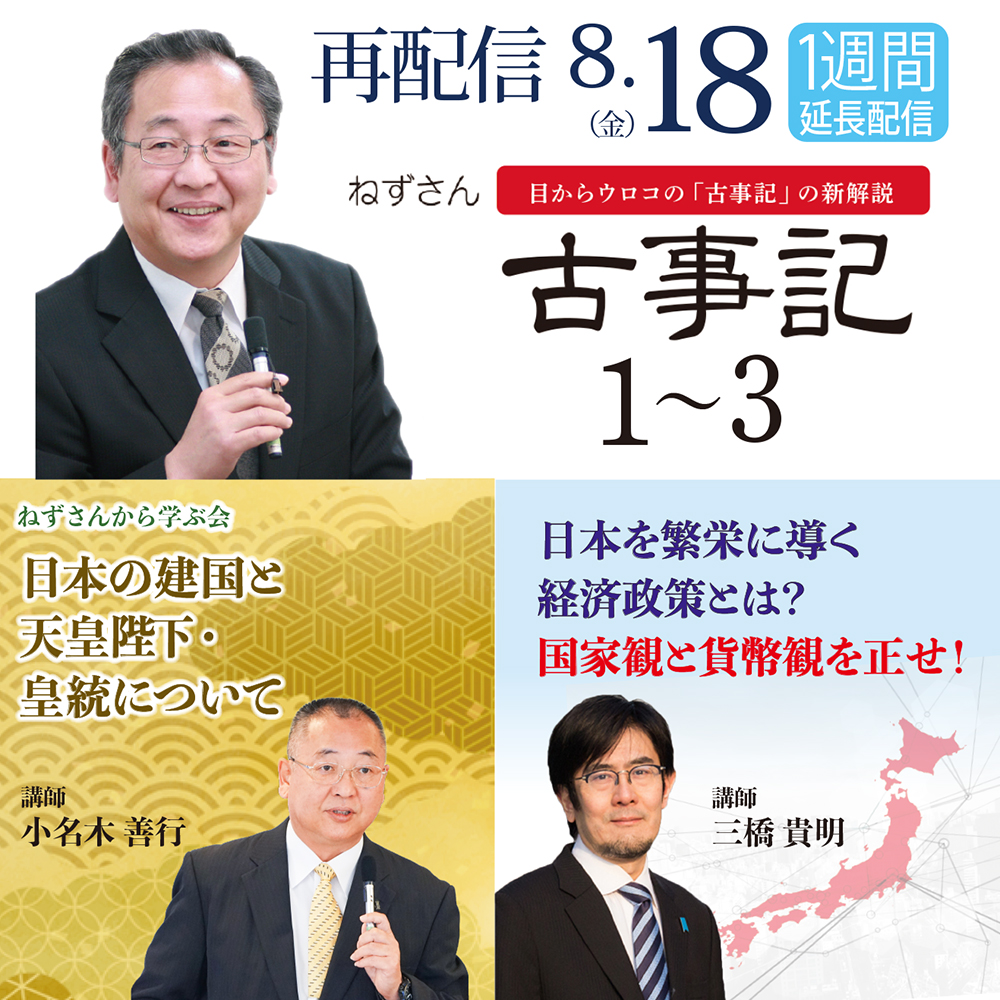 再配信 8.18
(金)
1週間
延長配信
ねずさん
目からウロコの「古事記」の新解説
古事記
1〜3
ねずさんから学ぶ会
日本の建国と
天皇陛下・
皇統について
講師
小名木 善行
日本を繁栄に導く
経済政策とは?
国家観と貨幣観を正せ!
講師
三橋 貴明